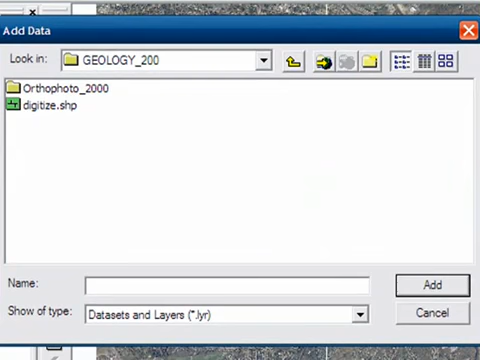 Add Data
Look in: GEOLOGY_200
Orthophoto_2000
digitize.shp
Name: Add
Show of type: Datasets and Layers (*.lyr) Cancel